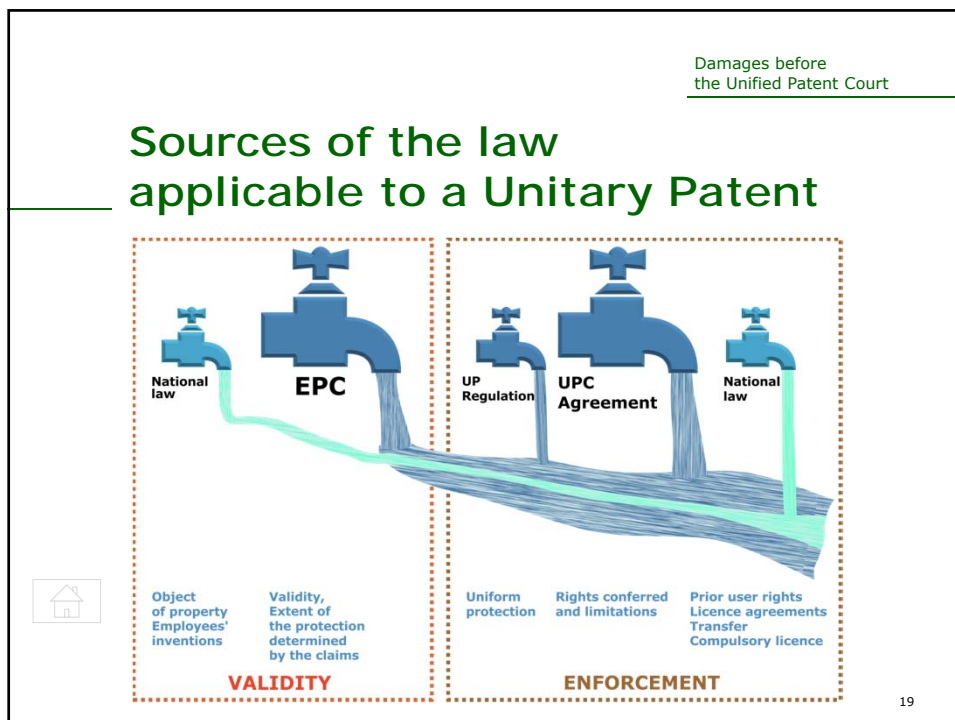 Damages before
the Unified Patent Court
Sources of the law
applicable to a Unitary Patent
National
law
EPC
UP
Regulation
UPC
Agreement
National
law
Object
of property
Employees'
inventions
Validity,
Extent of
the protection
determined
by the claims
Uniform
protection
Rights conferred
and limitations
Prior user rights
Licence agreements
Transfer
Compulsory licence
VALIDITY
ENFORCEMENT
19